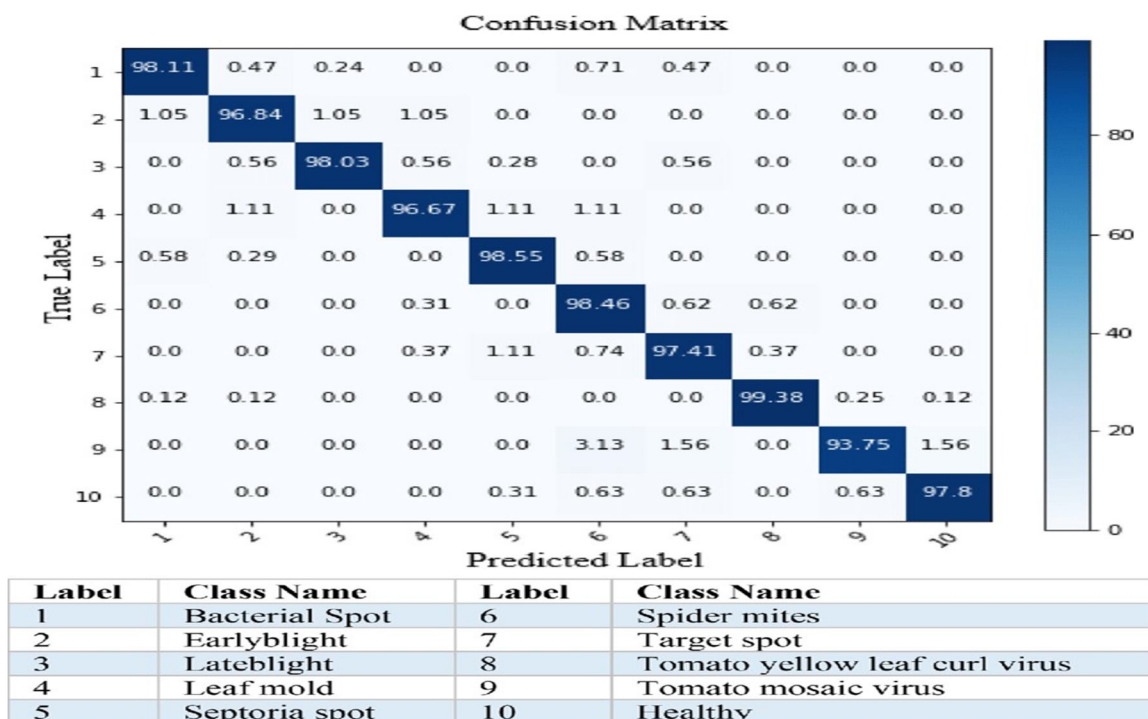 Confusion Matrix
1 98.11 0.47 0.24 0.0 0.0 0.71 0.47 0.0 0.0 0.0
2 1.05 96.84 1.05 1.05 0.0 0.0 0.0 0.0 0.0 0.0
80
3 0.0 0.56 98.03 0.56 0.28 0.0 0.56 0.0 0.0 0.0
4 0.0 1.11 0.0 96.67 1.11 1.11 0.0 0.0 0.0 0.0
60
True Label
5 0.58 0.29 0.0 0.0 98.55 0.58 0.0 0.0 0.0 0.0
6 0.0 0.0 0.0 0.31 0.0 98.46 0.62 0.62 0.0 0.0
40
7 0.0 0.0 0.0 0.37 1.11 0.74 97.41 0.37 0.0 0.0
8 0.12 0.12 0.0 0.0 0.0 0.0 0.0 99.38 0.25 0.12
20
9 0.0 0.0 0.0 0.0 0.0 3.13 1.56 0.0 93.75 1.56
10 0.0 0.0 0.0 0.0 0.31 0.63 0.63 0.0 0.63 97.8
0
1 2 3 4 5 6 7 8 9 10
Predicted Label
Label Class Name Label Class Name
1 Bacterial Spot 6 Spider mites
2 Earlyblight 7 Target spot
3 Lateblight 8 Tomato yellow leaf curl virus
4 Leaf mold 9 Tomato mosaic virus
5 Septoria spot 10 Healthy